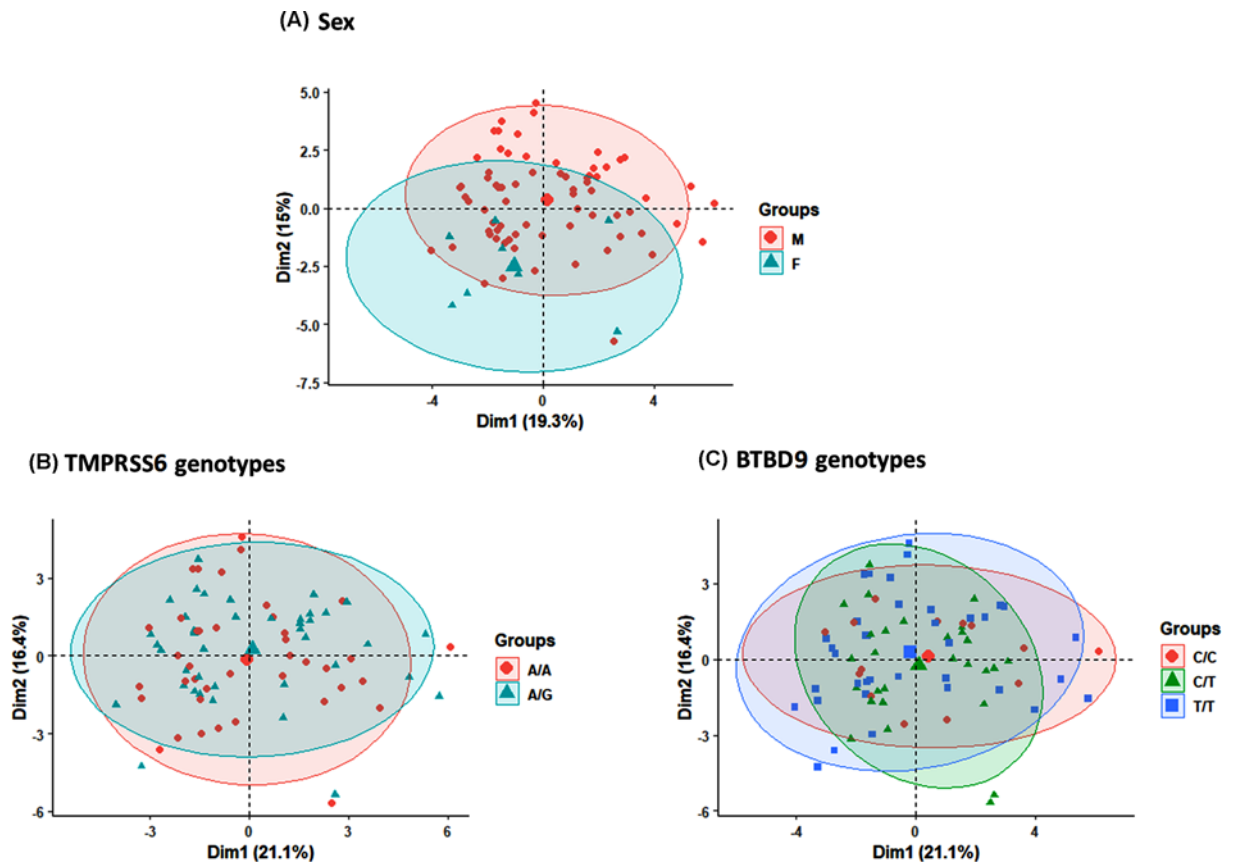 (A) Sex
5.0
2.5
0.0
-2.5
-5.0
-7.5
Dim2 (15%)
-4
0
4
Dim1 (19.3%)
Groups
M
F
(B) TMPRSS6 genotypes
3
0
-3
-6
Dim2 (16.4%)
-3
0
3
6
Dim1 (21.1%)
Groups
A/A
A/G
(C) BTBD9 genotypes
3
0
-3
-6
Dim2 (16.4%)
-4
0
4
Dim1 (21.1%)
Groups
C/C
C/T
T/T